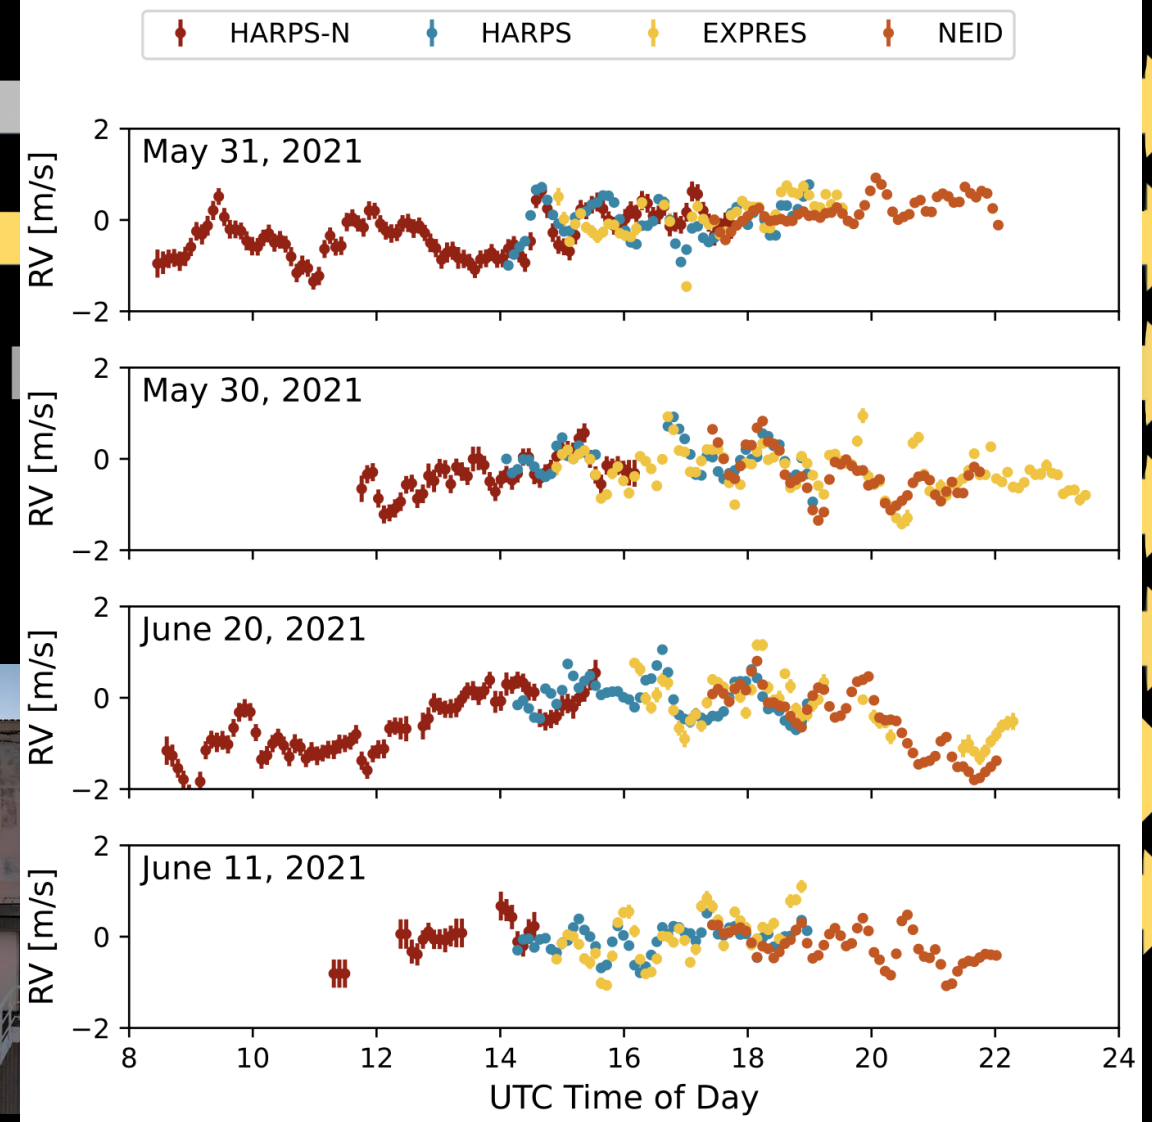 HARPS-N HARPS EXPRES NEID
2
May 31, 2021
0
−2
RV [m/s]
2
May 30, 2021
0
−2
RV [m/s]
2
June 20, 2021
0
−2
RV [m/s]
2
June 11, 2021
0
−2
RV [m/s]
8 10 12 14 16 18 20 22 24
UTC Time of Day